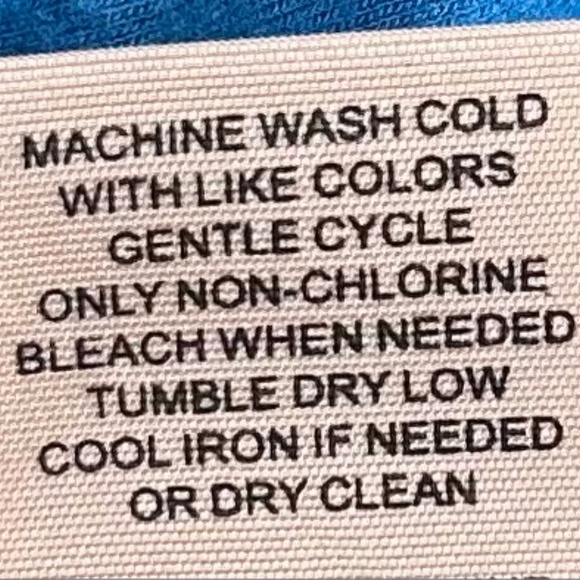 MACHINE WASH COLD
WITH LIKE COLORS
GENTLE CYCLE
ONLY NON-CHLORINE
BLEACH WHEN NEEDED
TUMBLE DRY LOW
COOL IRON IF NEEDED
OR DRY CLEAN